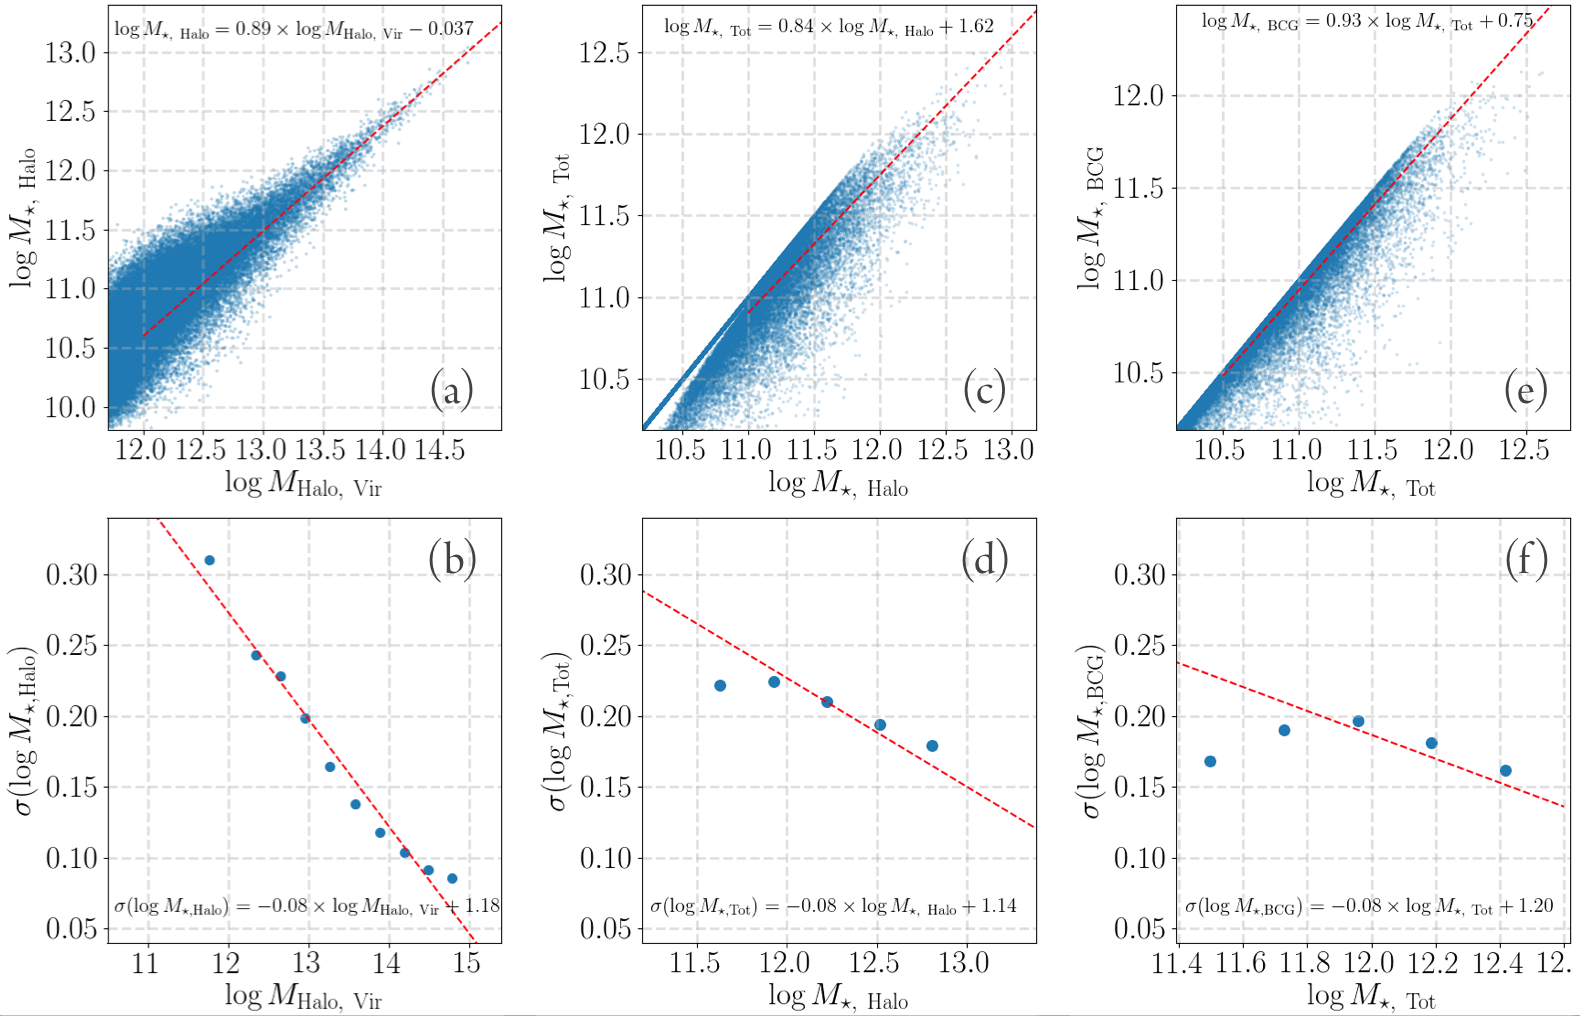 log M⋆, Halo = 0.89 × log M_Halo, Vir − 0.037
13.0
12.5
12.0
11.5
11.0
10.5
10.0
log M⋆, Halo
(a)
12.0 12.5 13.0 13.5 14.0 14.5
log M_Halo, Vir
log M⋆, Tot = 0.84 × log M⋆, Halo + 1.62
12.5
12.0
11.5
11.0
10.5
log M⋆, Tot
(c)
10.5 11.0 11.5 12.0 12.5 13.0
log M⋆, Halo
log M⋆, BCG = 0.93 × log M⋆, Tot + 0.75
12.0
11.5
11.0
10.5
log M⋆, BCG
(e)
10.5 11.0 11.5 12.0 12.5
log M⋆, Tot
(b)
0.30
0.25
0.20
0.15
0.10
0.05
σ(log M⋆,Halo)
σ(log M⋆,Halo) = −0.08 × log M_Halo, Vir + 1.18
11 12 13 14 15
log M_Halo, Vir
(d)
0.30
0.25
0.20
0.15
0.10
0.05
σ(log M⋆,Tot)
σ(log M⋆,Tot) = −0.08 × log M⋆, Halo + 1.14
11.5 12.0 12.5 13.0
log M⋆, Halo
(f)
0.30
0.25
0.20
0.15
0.10
0.05
σ(log M⋆,BCG)
σ(log M⋆,BCG) = −0.08 × log M⋆, Tot + 1.20
11.4 11.6 11.8 12.0 12.2 12.4 12.
log M⋆, Tot